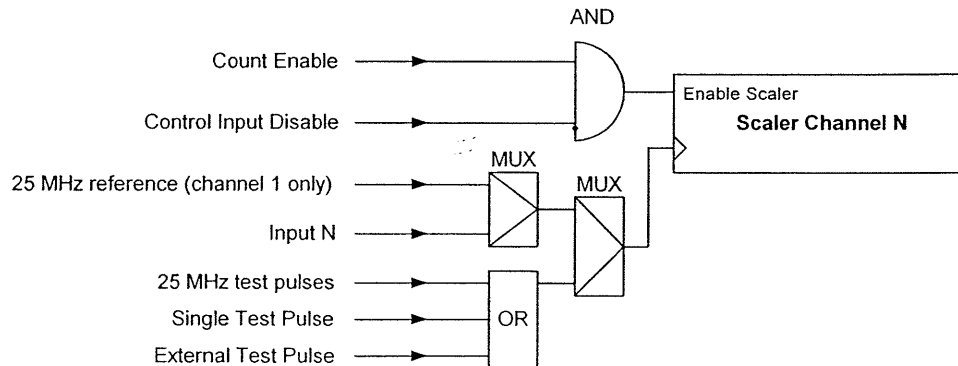 AND
Count Enable
Enable Scaler
Scaler Channel N
Control Input Disable
MUX
25 MHz reference (channel 1 only)
MUX
Input N
25 MHz test pulses
Single Test Pulse
OR
External Test Pulse